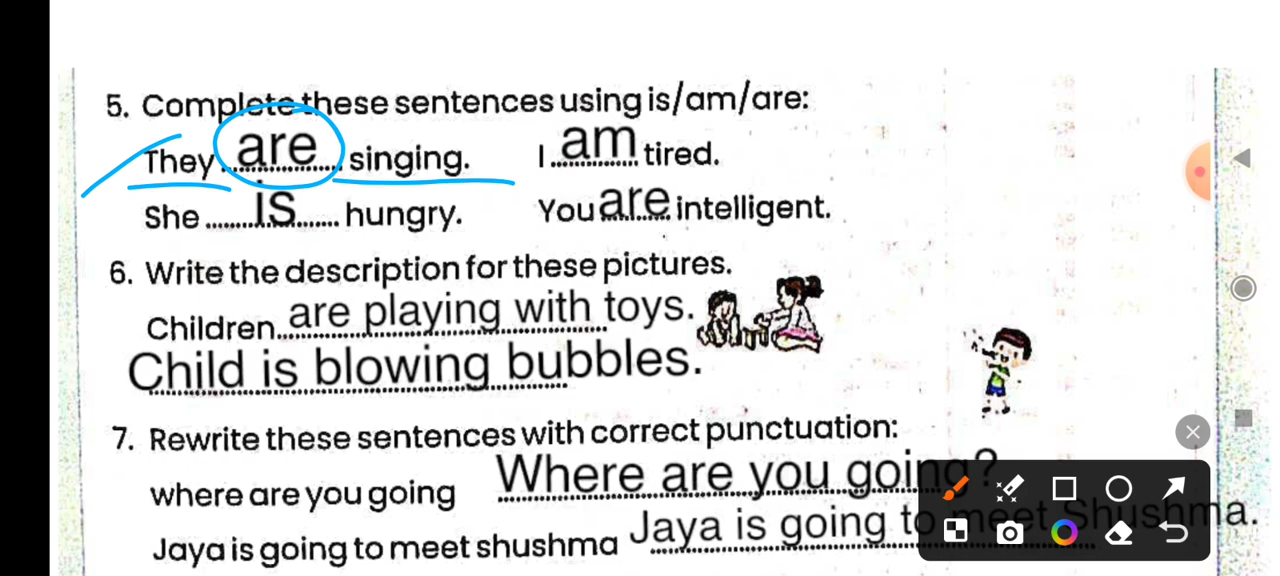 5. Complete these sentences using is/am/are:
They are singing. I am tired.
She is hungry. You are intelligent.
6. Write the description for these pictures.
Children are playing with toys.
Child is blowing bubbles.
7. Rewrite these sentences with correct punctuation:
where are you going Where are you going?
Jaya is going to meet shushma Jaya is going to meet Shushma.